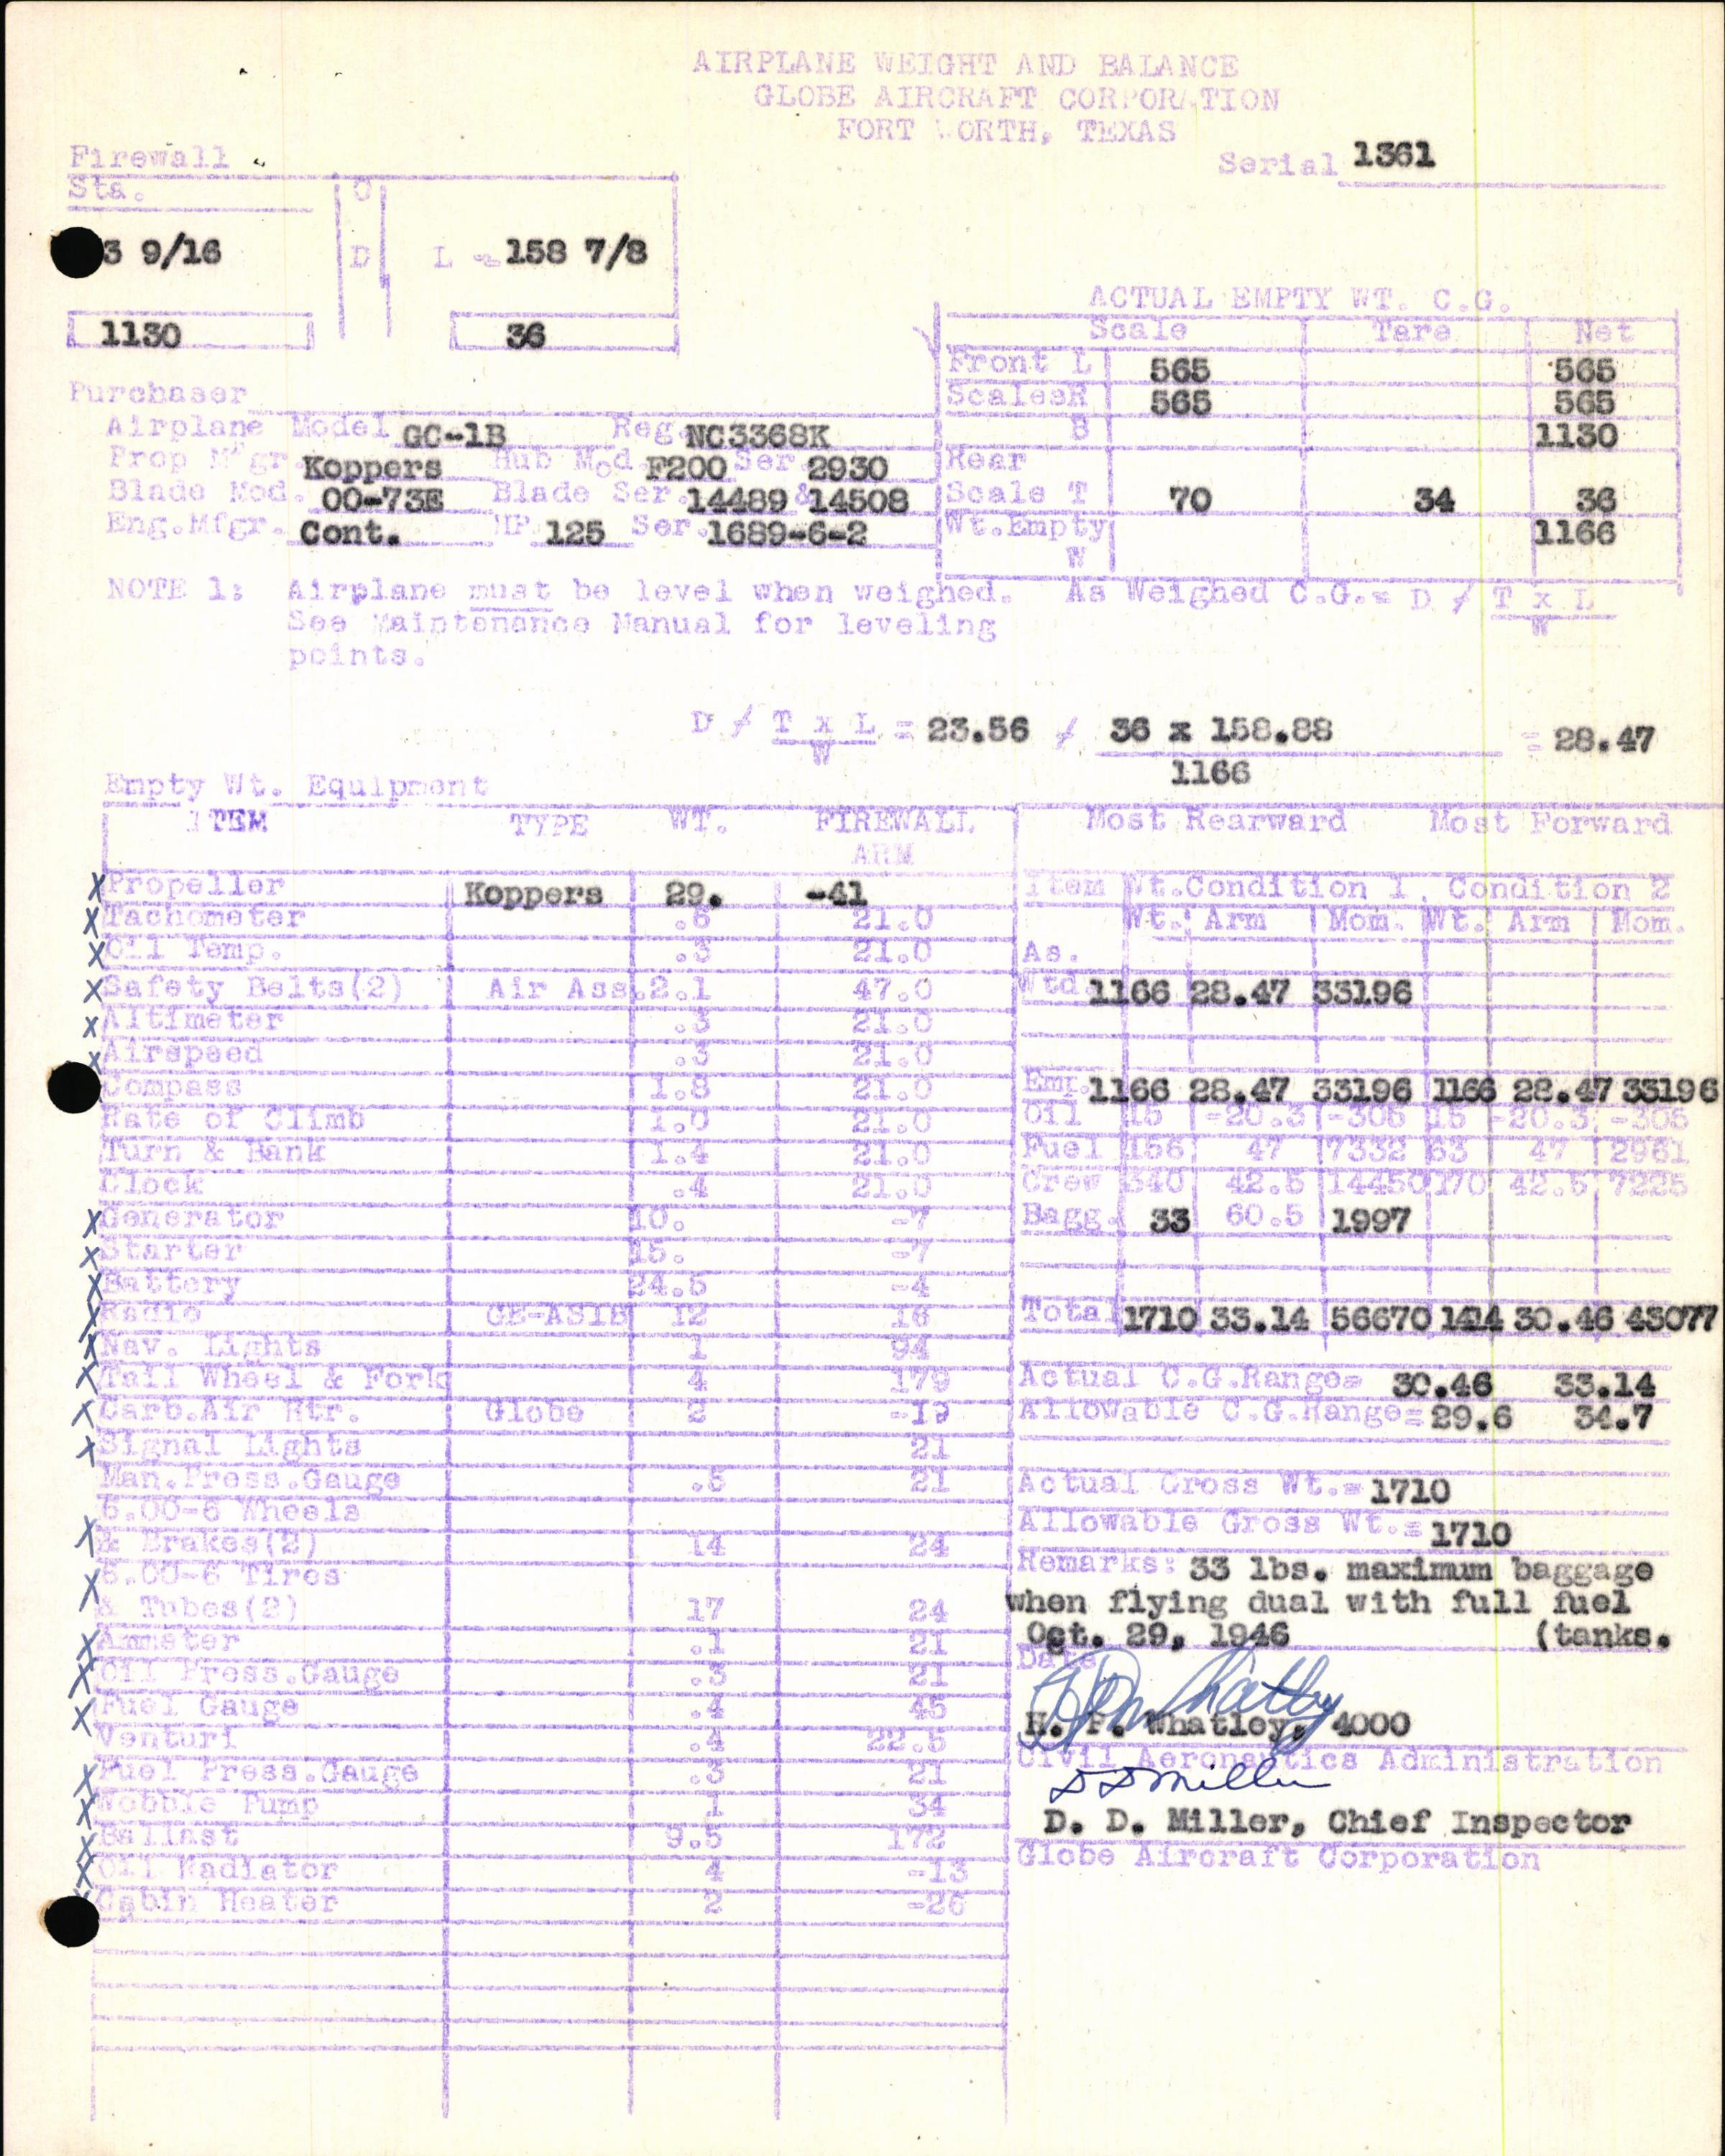 AIRPLANE WEIGHT AND BALANCE
GLOBE AIRCRAFT CORPORATION
FORT WORTH, TEXAS
Serial 1361
Firewall
Sta.
3 9/16 D L = 158 7/8
1130 36
ACTUAL EMPTY WT. C.G.
Scale Tare Net
Front L 565 565
Scales R 565 565
B 1130
Rear
Scale T 70 34 36
Wt.Empty 1166
W
Purchaser
Airplane Model GC-1B Reg. NC3368K
Prop M'gr. Koppers Hub Mod. F200 Ser. 2930
Blade Mod. 00-73E Blade Ser. 14489 & 14508
Eng.Mfgr. Cont. HP 125 Ser. 1689-6-2
NOTE 1: Airplane must be level when weighed. As Weighed C.G.= D / T x L
W
See Maintenance Manual for leveling
points.
D / T x L = 23.56 / 36 x 158.88 = 28.47
W 1166
Empty Wt. Equipment
ITEM TYPE WT. FIREWALL
ARM
X Propeller Koppers 29. -41
X Tachometer .6 21.0
X Oil Temp. .3 21.0
X Safety Belts(2) Air Ass. 2.1 47.0
X Altimeter .3 21.0
X Airspeed .3 21.0
Compass 1.8 21.0
Rate of Climb 1.0 21.0
Turn & Bank 1.4 21.0
Clock .4 21.0
X Generator 10. -7
X Starter 15. -7
X Battery 24.5 -4
X Radio GE-AS1B 12 16
X Nav. Lights 1 94
X Tail Wheel & Fork 4 179
X Carb.Air Htr. Globe 2 -19
X Signal Lights 21
Man.Press.Gauge .5 21
6.00-6 Wheels
X & Brakes(2) 14 24
X 6.00-6 Tires
& Tubes(2) 17 24
X Ammeter .1 21
X Oil Press.Gauge .3 21
X Fuel Gauge .4 45
Venturi .4 22.5
X Fuel Press.Gauge .3 21
X Wobble Pump 1 34
X Ballast 9.5 172
X Oil Radiator 4 -13
Cabin Heater 2 -26
Most Rearward Most Forward
Item Wt.Condition 1 Condition 2
Wt. Arm Mom. Wt. Arm Mom.
As.
Wtd. 1166 28.47 33196
Emp. 1166 28.47 33196 1166 28.47 33196
Oil 15 -20.3 -305 15 -20.3 -305
Fuel 156 47 7332 63 47 2961
Crew 340 42.5 14450 170 42.5 7225
Bagg. 33 60.5 1997
Total 1710 33.14 56670 1414 30.46 43077
Actual C.G.Range= 30.46 33.14
Allowable C.G.Range= 29.6 34.7
Actual Gross Wt.= 1710
Allowable Gross Wt.= 1710
Remarks: 33 lbs. maximum baggage
when flying dual with full fuel
Oct. 29, 1946 (tanks.
Date
H. P. Whatley
H. P. Whatley, 4000
Civil Aeronautics Administration
D D Miller
D. D. Miller, Chief Inspector
Globe Aircraft Corporation